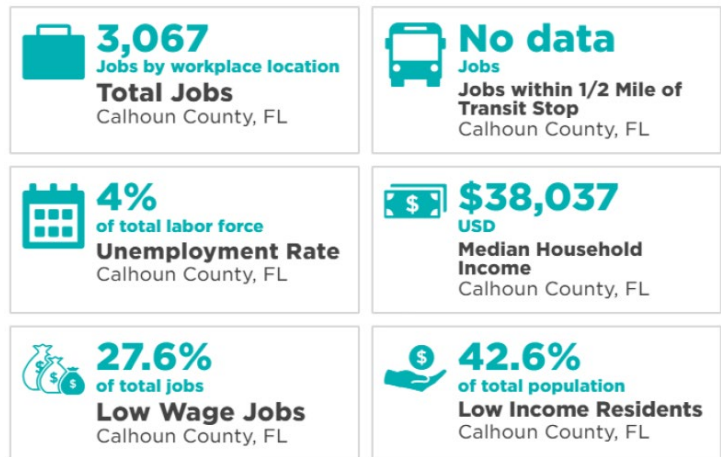 3,067
Jobs by workplace location
Total Jobs
Calhoun County, FL
No data
Jobs
Jobs within 1/2 Mile of
Transit Stop
Calhoun County, FL
4%
of total labor force
Unemployment Rate
Calhoun County, FL
$
$38,037
USD
Median Household
Income
Calhoun County, FL
$
$
$
27.6%
of total jobs
Low Wage Jobs
Calhoun County, FL
$
42.6%
of total population
Low Income Residents
Calhoun County, FL